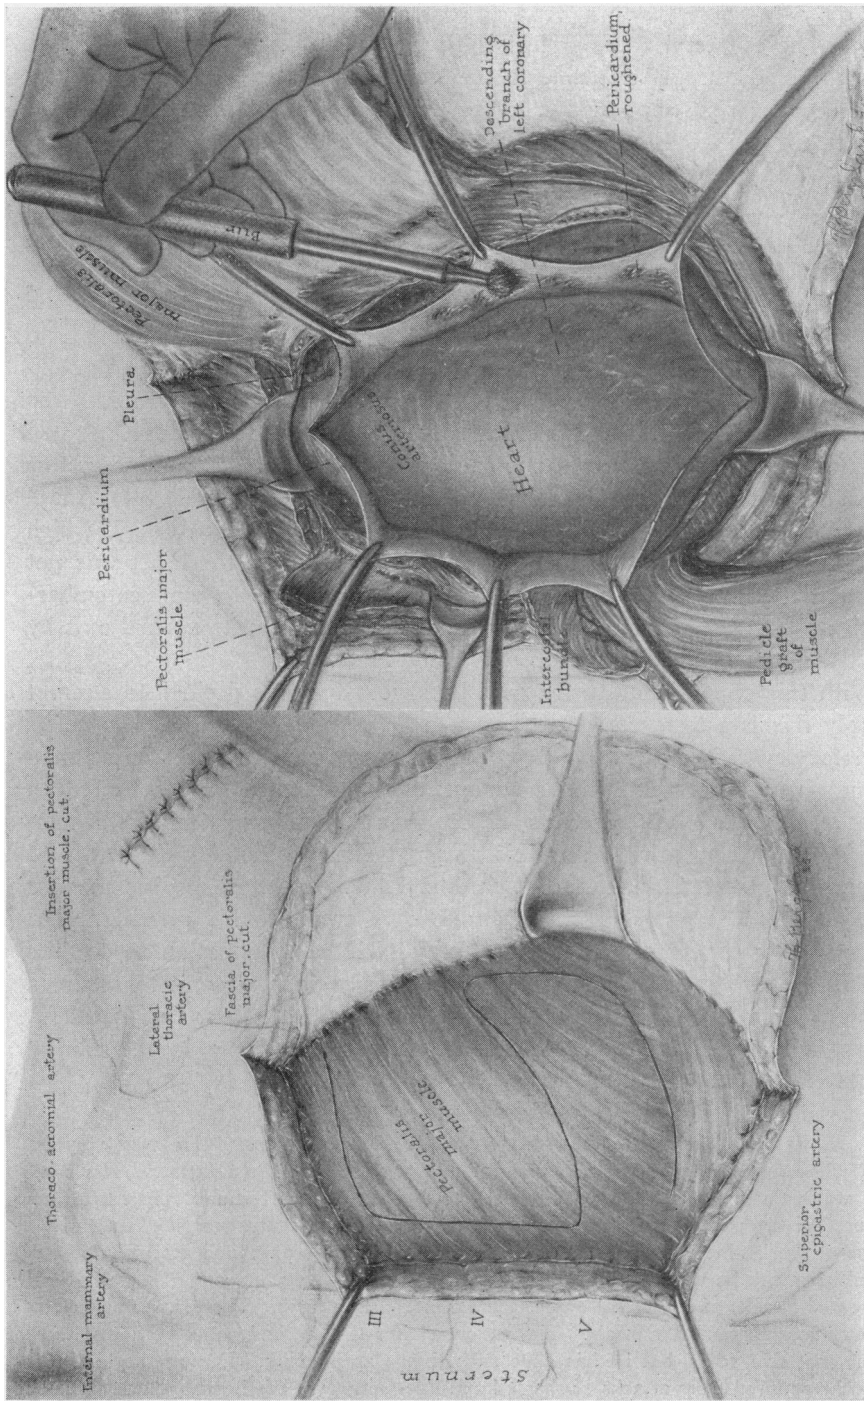 Pectoralis major
muscle
Pericardium
Pleura
Pectoralis
major muscle
Bur
Descending
branch of
left coronary
Pericardium,
roughened
Conus
arteriosus
Heart
Intercostal
bundle
Pedicle
graft
of
muscle
Internal mammary
artery
Thoraco-acromial artery
Insertion of pectoralis
major muscle, cut.
Lateral
thoracic
artery
Fascia of pectoralis
major, cut.
Pectoralis
major
muscle
III
IV
V
Sternum
Superior
epigastric artery